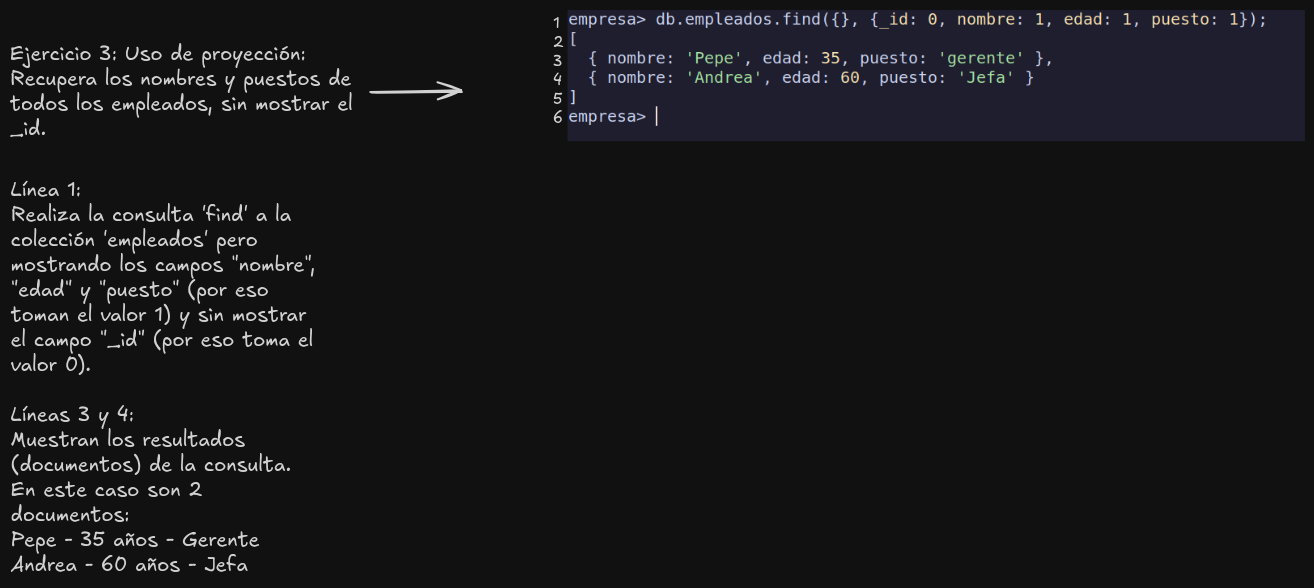 Ejercicio 3: Uso de proyección:
Recupera los nombres y puestos de
todos los empleados, sin mostrar el
_id.
1 empresa> db.empleados.find({}, {_id: 0, nombre: 1, edad: 1, puesto: 1});
2 [
3 { nombre: 'Pepe', edad: 35, puesto: 'gerente' },
4 { nombre: 'Andrea', edad: 60, puesto: 'Jefa' }
5 ]
6 empresa>
Línea 1:
Realiza la consulta 'find' a la
colección 'empleados' pero
mostrando los campos "nombre",
"edad" y "puesto" (por eso
toman el valor 1) y sin mostrar
el campo "_id" (por eso toma el
valor 0).
Líneas 3 y 4:
Muestran los resultados
(documentos) de la consulta.
En este caso son 2
documentos:
Pepe - 35 años - Gerente
Andrea - 60 años - Jefa